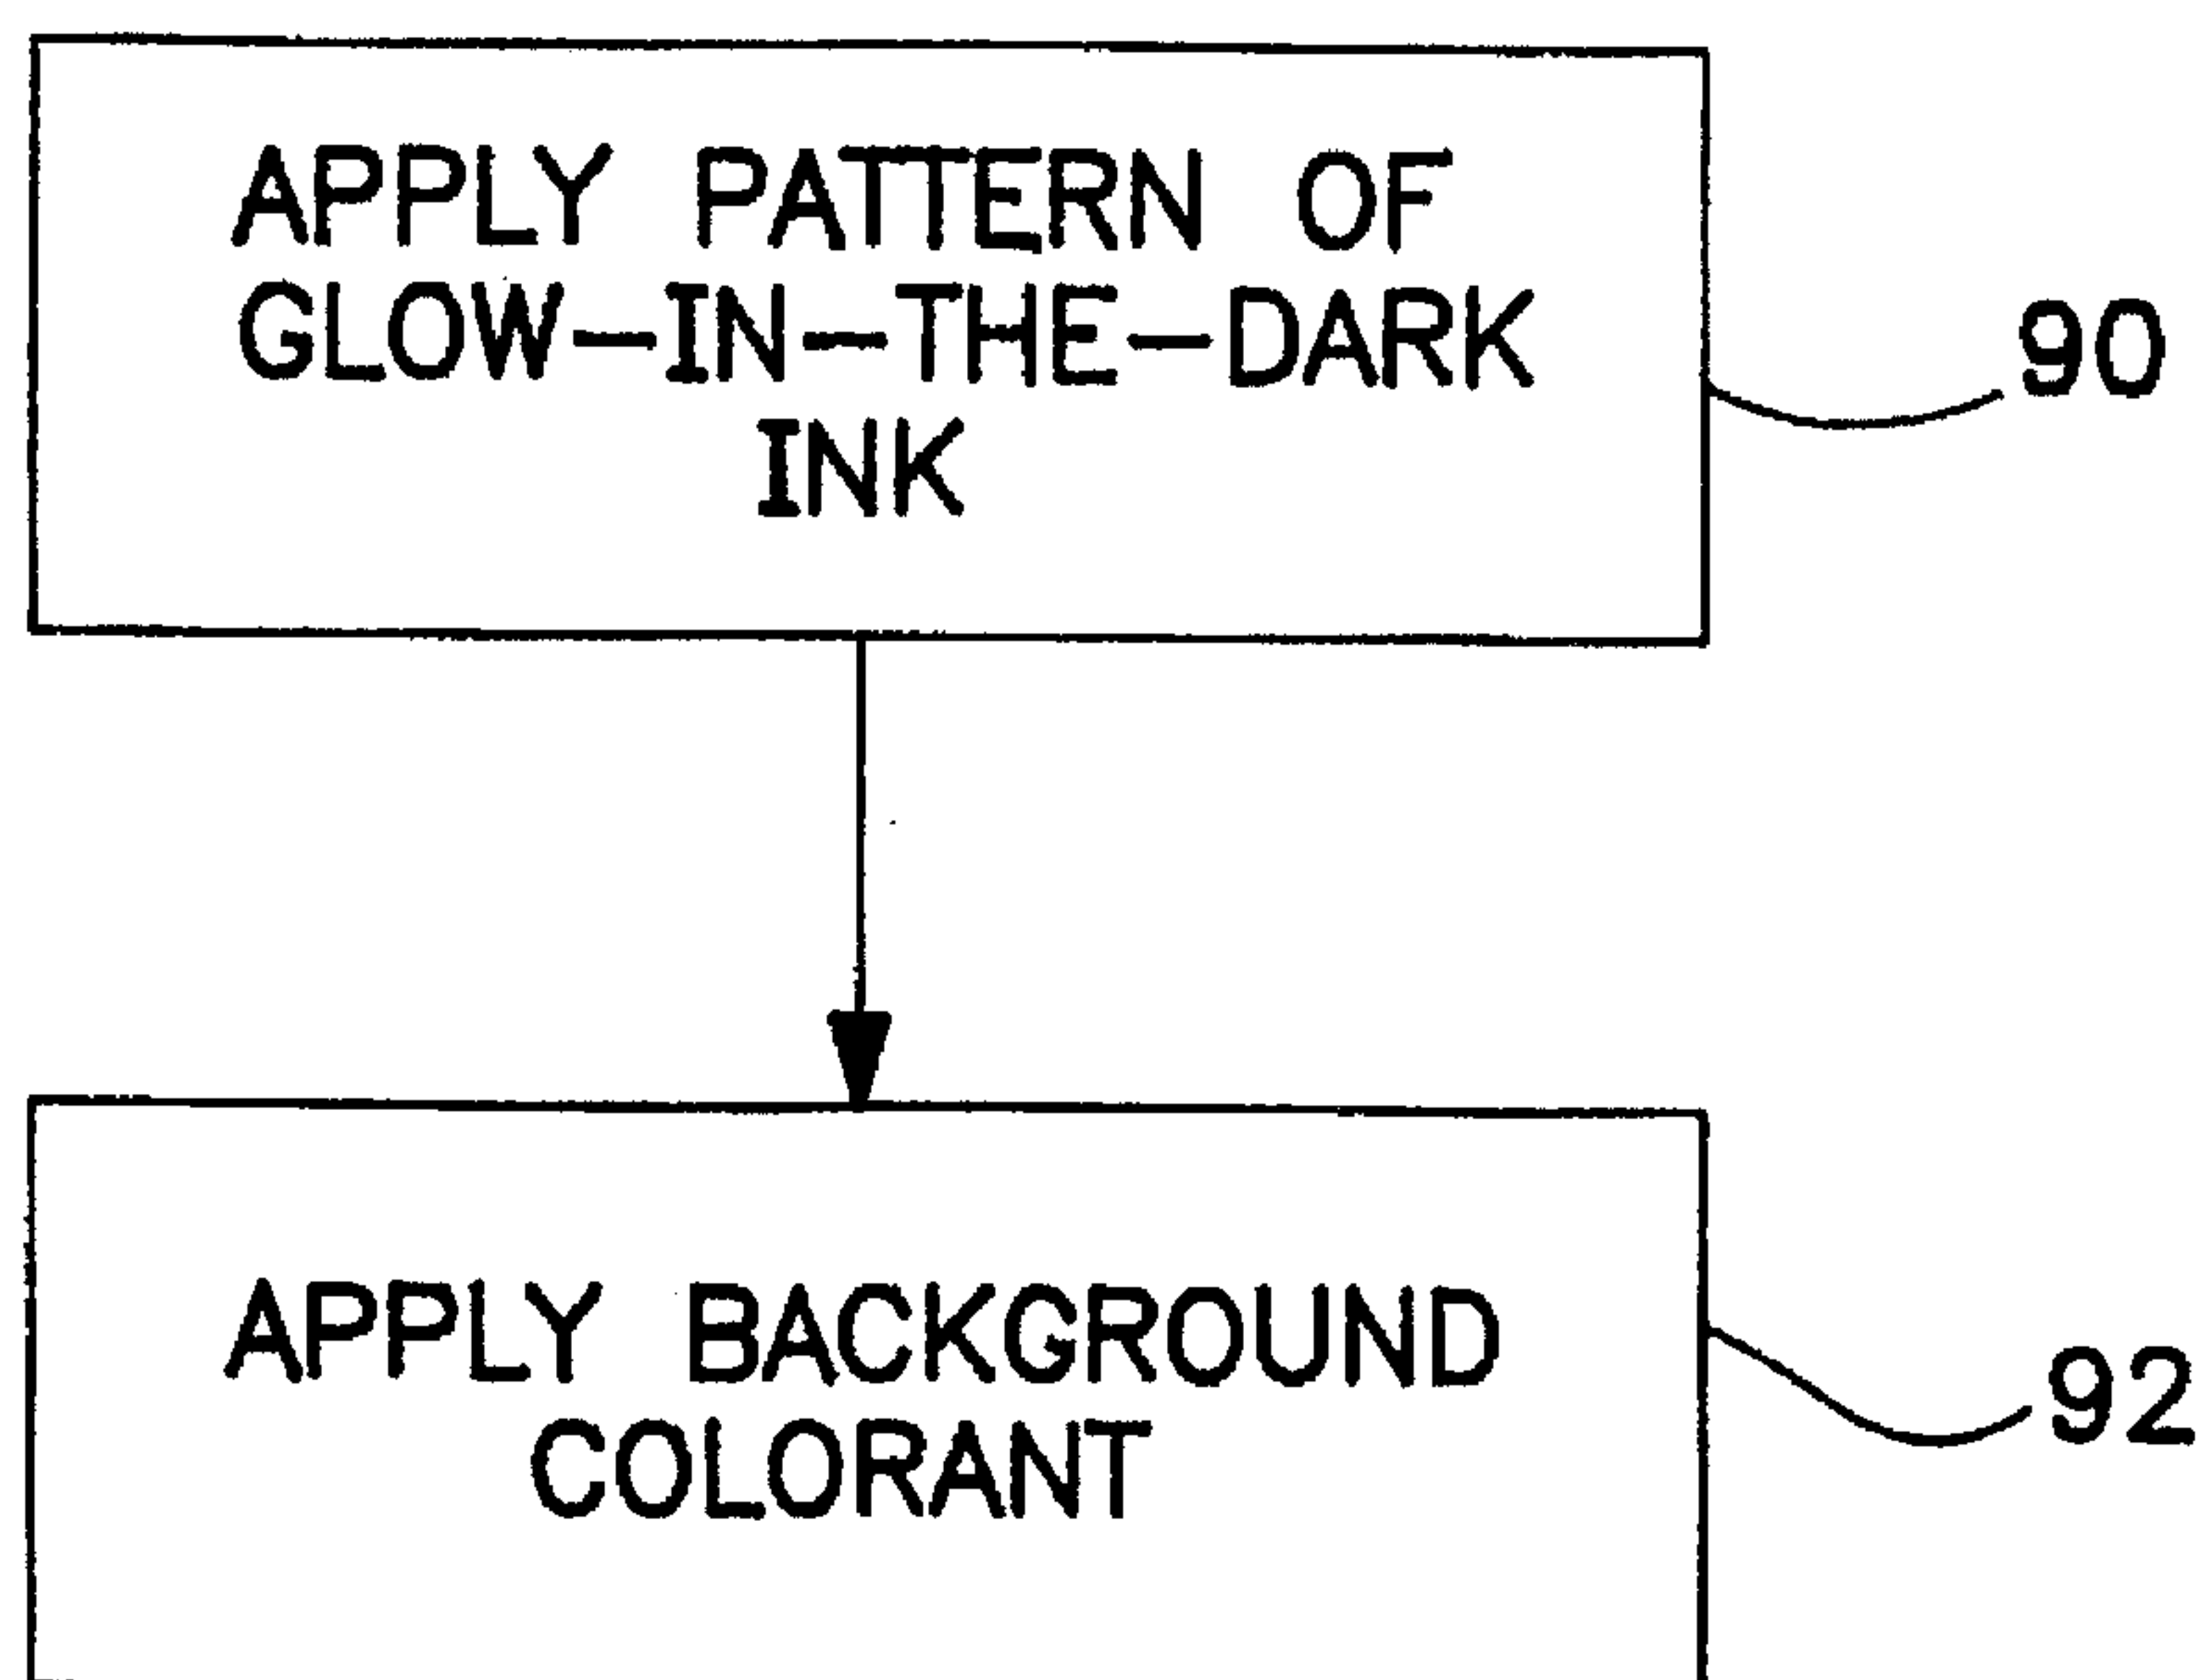 APPLY PATTERN OF
GLOW-IN-THE-DARK
INK
90
APPLY BACKGROUND
COLORANT
92